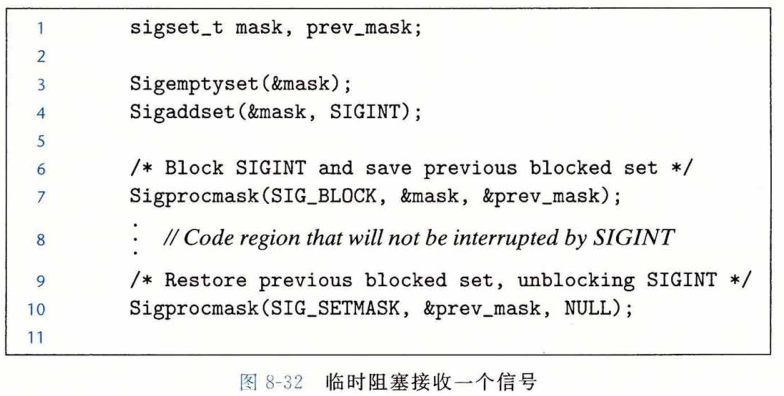 1 sigset_t mask, prev_mask;
2
3 Sigemptyset(&mask);
4 Sigaddset(&mask, SIGINT);
5
6 /* Block SIGINT and save previous blocked set */
7 Sigprocmask(SIG_BLOCK, &mask, &prev_mask);
8 ⋮ // Code region that will not be interrupted by SIGINT
9 /* Restore previous blocked set, unblocking SIGINT */
10 Sigprocmask(SIG_SETMASK, &prev_mask, NULL);
11
图 8-32 临时阻塞接收一个信号